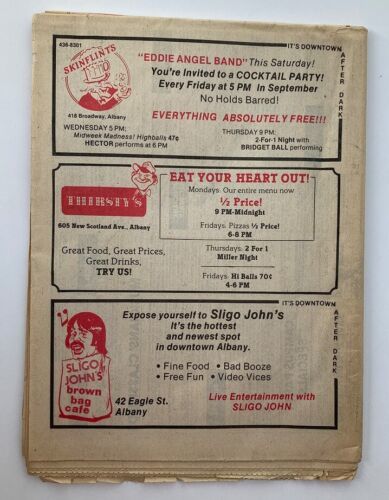 436-8301
SKINFLINTS
418 Broadway, Albany
IT'S DOWNTOWN
AFTER DARK
"EDDIE ANGEL BAND" This Saturday!
You're Invited to a COCKTAIL PARTY!
Every Friday at 5 PM In September
No Holds Barred!
EVERYTHING ABSOLUTELY FREE!!!
WEDNESDAY 5 PM:
Midweek Madness! Highballs 47¢
HECTOR performs at 6 PM
THURSDAY 9 PM:
2-For-1 Night with
BRIDGET BALL performing
THIRSTY'S
605 New Scotland Ave., Albany
Great Food, Great Prices,
Great Drinks,
TRY US!
EAT YOUR HEART OUT!
Mondays: Our entire menu now
½ Price!
9 PM-Midnight
Fridays: Pizzas ½ Price!
6-8 PM
Thursdays: 2 For 1
Miller Night
Fridays: Hi Balls 70¢
4-6 PM
IT'S DOWNTOWN
AFTER DARK
SLIGO
JOHN'S
brown
bag
cafe
Expose yourself to Sligo John's
It's the hottest
and newest spot
in downtown Albany.
• Fine Food • Bad Booze
• Free Fun • Video Vices
42 Eagle St.
Albany
Live Entertainment with
SLIGO JOHN